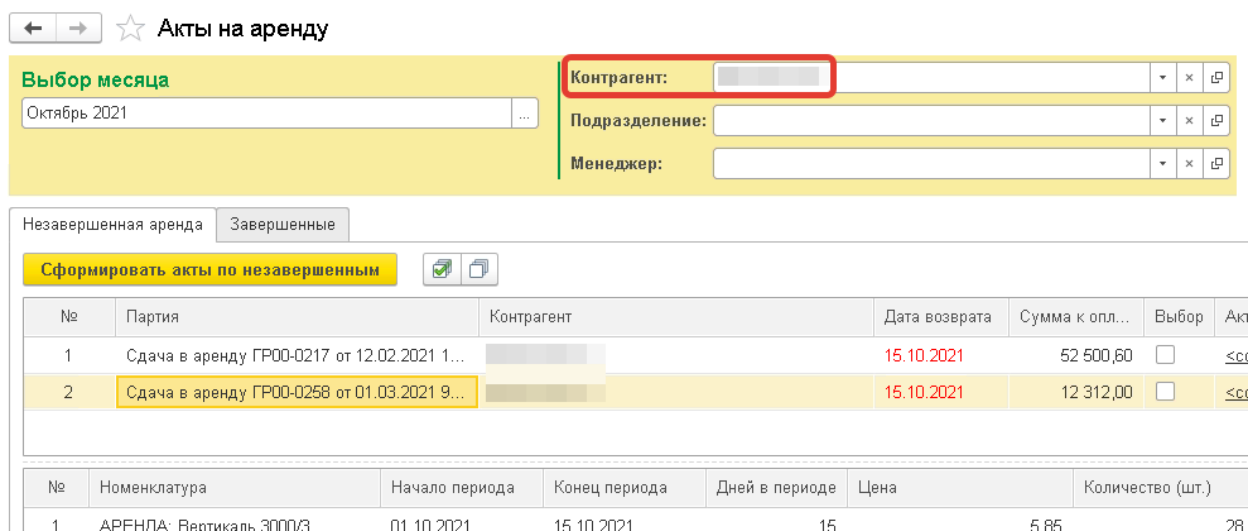 Акты на аренду
Выбор месяца
Октябрь 2021 ...
Контрагент:
Подразделение:
Менеджер:
Незавершенная аренда Завершенные
Сформировать акты по незавершенным
№ Партия Контрагент Дата возврата Сумма к опл... Выбор Акт
1 Сдача в аренду ГР00-0217 от 12.02.2021 1... 15.10.2021 52 500,60 <со
2 Сдача в аренду ГР00-0258 от 01.03.2021 9... 15.10.2021 12 312,00 <со
№ Номенклатура Начало периода Конец периода Дней в периоде Цена Количество (шт.)
1 АРЕНДА: Вертикаль 3000/3 01.10.2021 15.10.2021 15 5,85 28